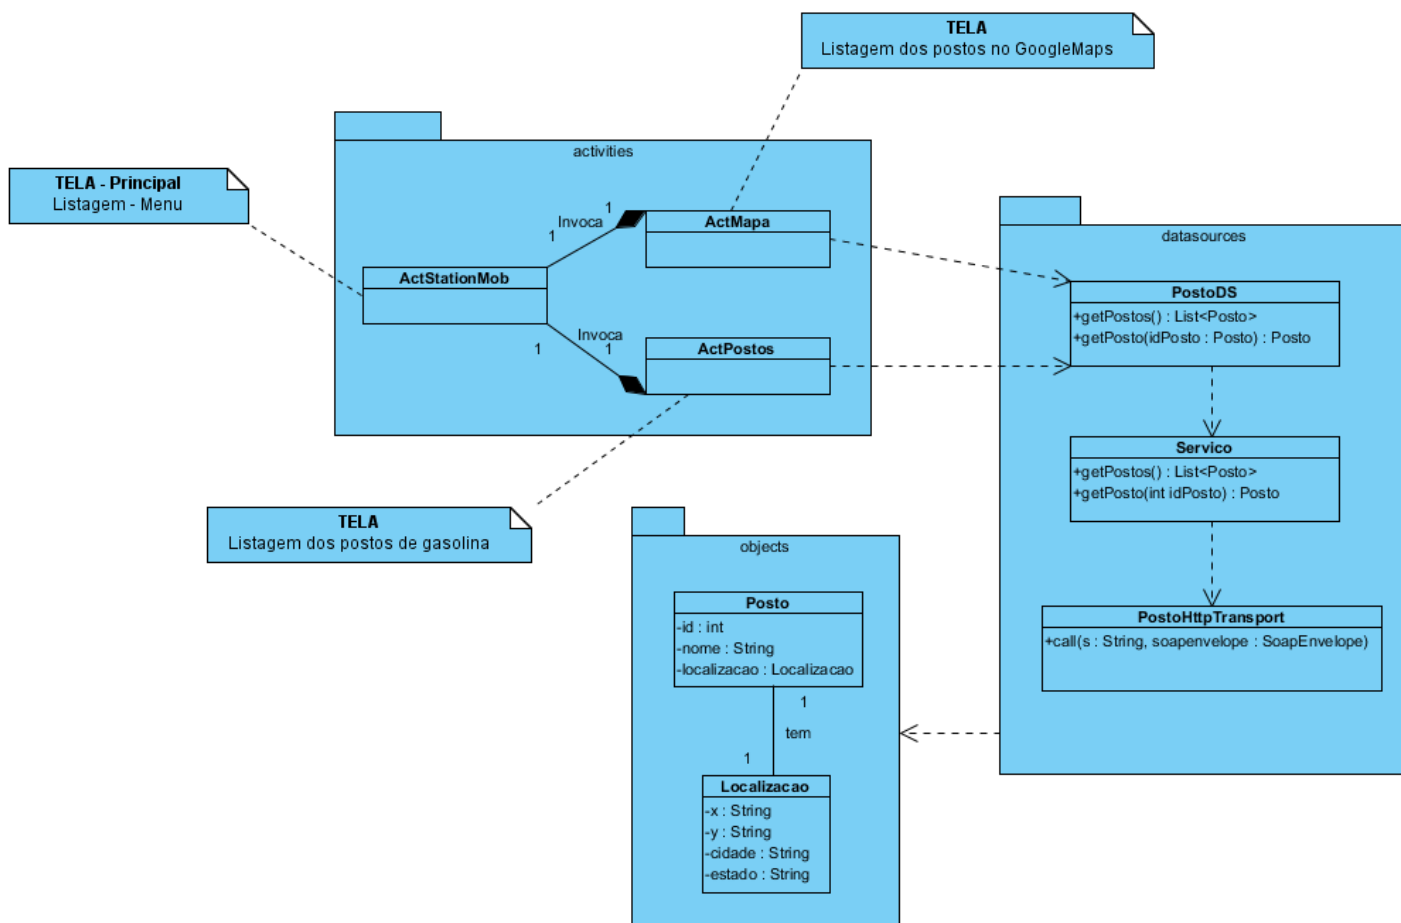 TELA
Listagem dos postos no GoogleMaps
activities
TELA - Principal
Listagem - Menu
1
Invoca
1
ActMapa
ActStationMob
Invoca
1
1
ActPostos
TELA
Listagem dos postos de gasolina
datasources
PostoDS
+getPostos() : List<Posto>
+getPosto(idPosto : Posto) : Posto
Servico
+getPostos() : List<Posto>
+getPosto(int idPosto) : Posto
PostoHttpTransport
+call(s : String, soapenvelope : SoapEnvelope)
objects
Posto
-id : int
-nome : String
-localizacao : Localizacao
1
tem
1
Localizacao
-x : String
-y : String
-cidade : String
-estado : String